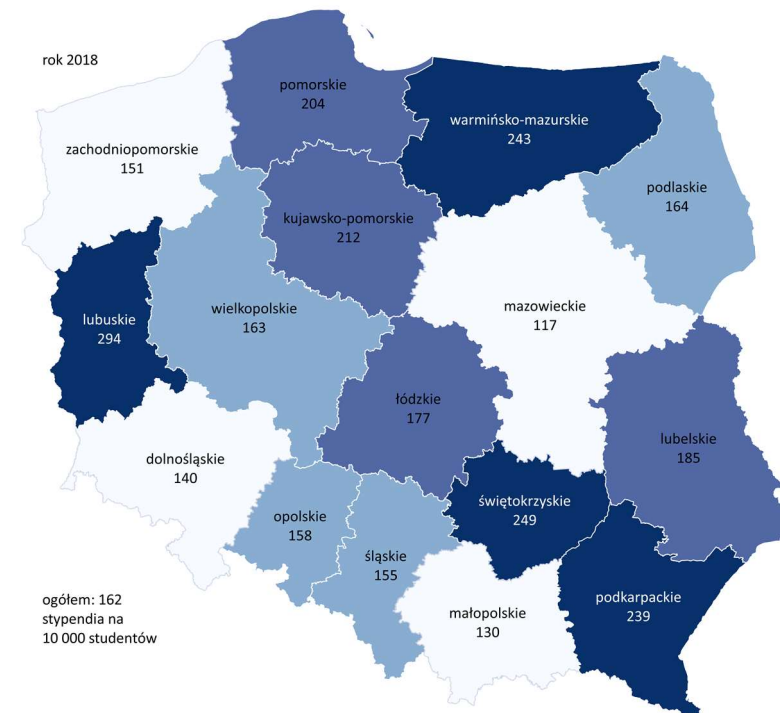 rok 2018
pomorskie
204
warmińsko-mazurskie
243
zachodniopomorskie
151
podlaskie
164
kujawsko-pomorskie
212
wielkopolskie
163
mazowieckie
117
lubuskie
294
łódzkie
177
lubelskie
185
dolnośląskie
140
świętokrzyskie
249
opolskie
158
śląskie
155
podkarpackie
239
małopolskie
130
ogółem: 162
stypendia na
10 000 studentów